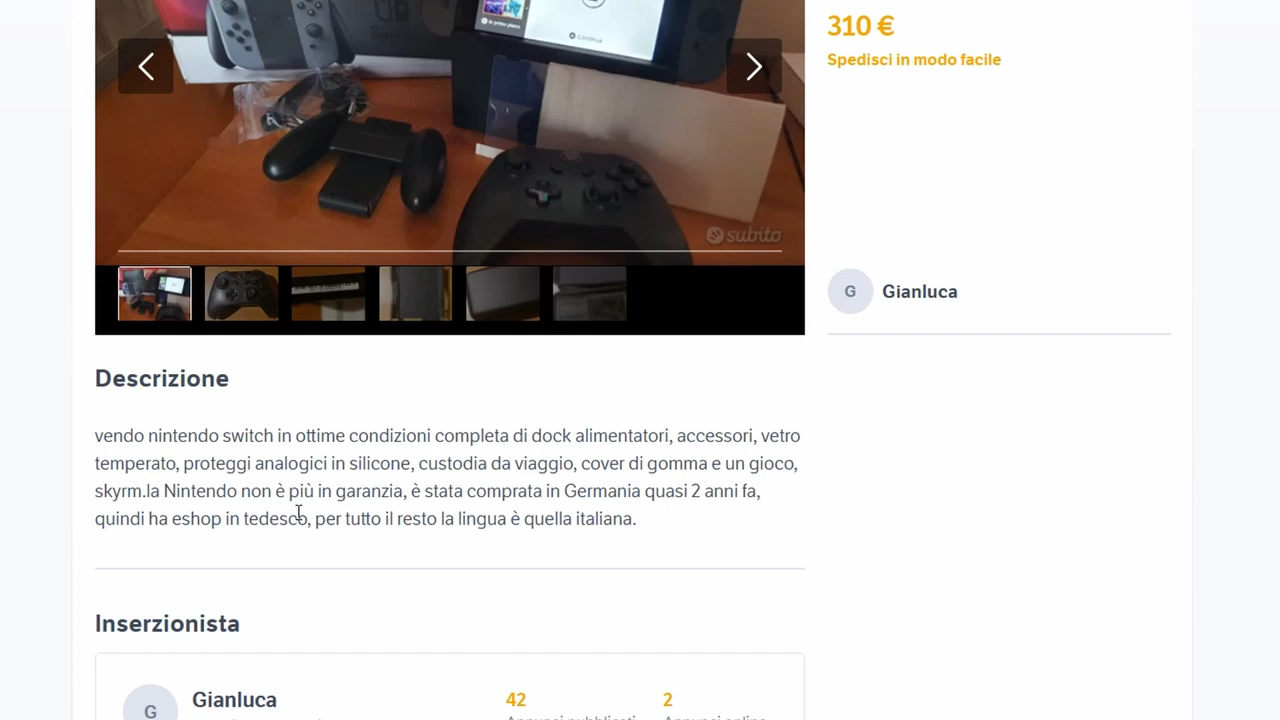 Continua
310 €
Spedisci in modo facile
subito
G
Gianluca
Descrizione
vendo nintendo switch in ottime condizioni completa di dock alimentatori, accessori, vetro
temperato, proteggi analogici in silicone, custodia da viaggio, cover di gomma e un gioco,
skyrm.la Nintendo non è più in garanzia, è stata comprata in Germania quasi 2 anni fa,
quindi ha eshop in tedesco, per tutto il resto la lingua è quella italiana.
Inserzionista
G
Gianluca
42
2